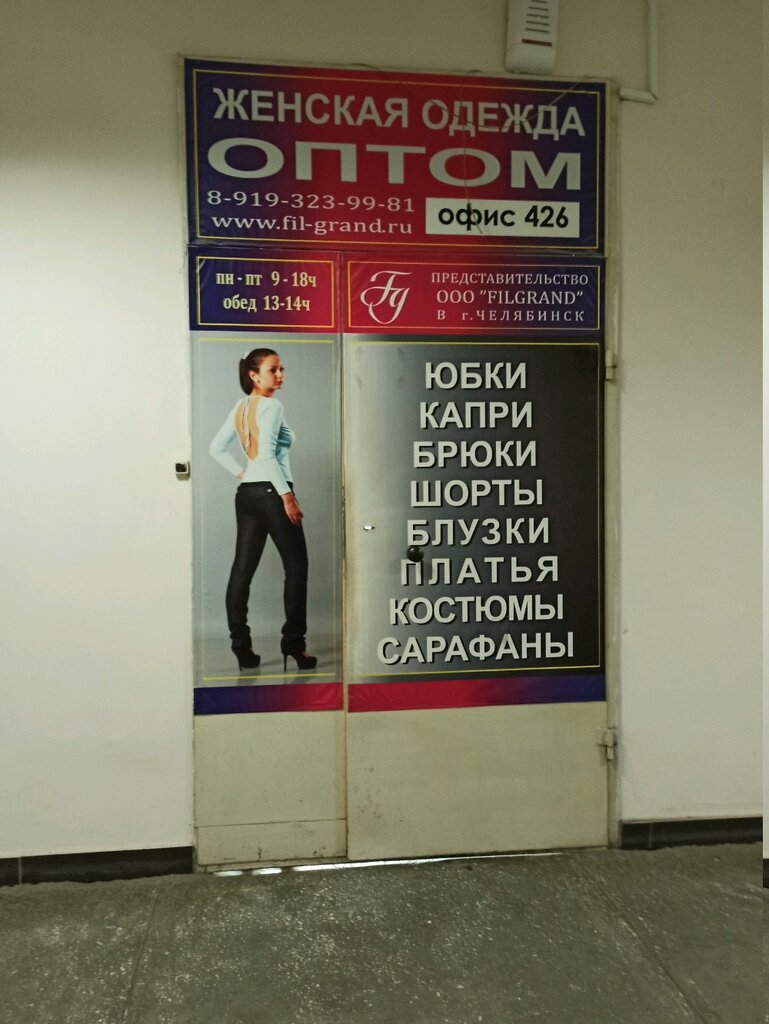 ЖЕНСКАЯ ОДЕЖДА
ОПТОМ
8-919-323-99-81
www.fil-grand.ru
офис 426
пн - пт 9 - 18ч
обед 13-14ч
Fg
ПРЕДСТАВИТЕЛЬСТВО
ООО "FILGRAND"
В г.ЧЕЛЯБИНСК
ЮБКИ
КАПРИ
БРЮКИ
ШОРТЫ
БЛУЗКИ
ПЛАТЬЯ
КОСТЮМЫ
САРАФАНЫ